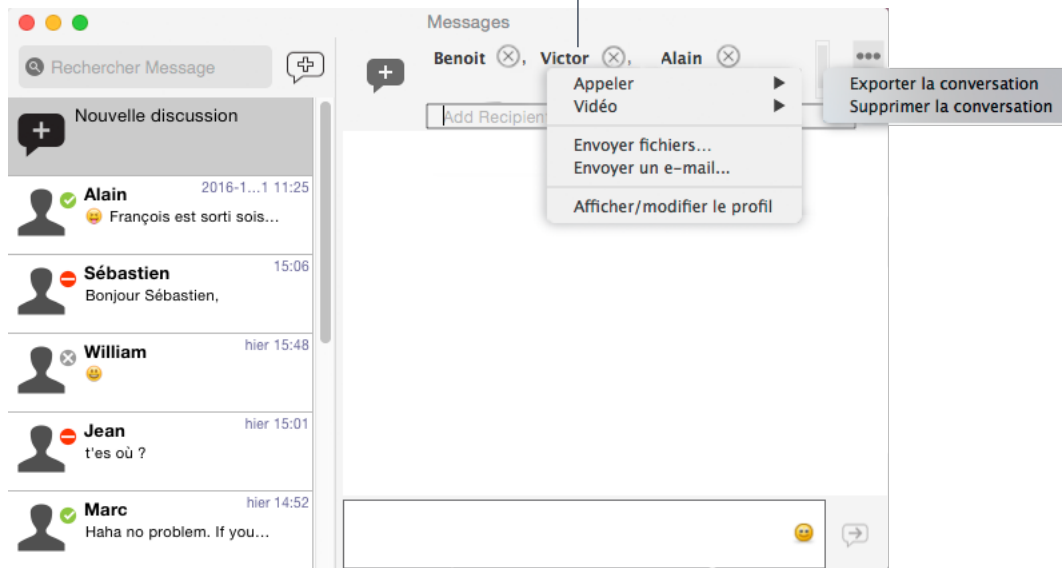 Messages
Rechercher Message
Nouvelle discussion
Alain
2016-1...1 11:25
François est sorti sois...
Sébastien
15:06
Bonjour Sébastien,
William
hier 15:48
Jean
hier 15:01
t'es où ?
Marc
hier 14:52
Haha no problem. If you...
Benoit , Victor , Alain
Add Recipien
Appeler
Vidéo
Envoyer fichiers...
Envoyer un e-mail...
Afficher/modifier le profil
Exporter la conversation
Supprimer la conversation